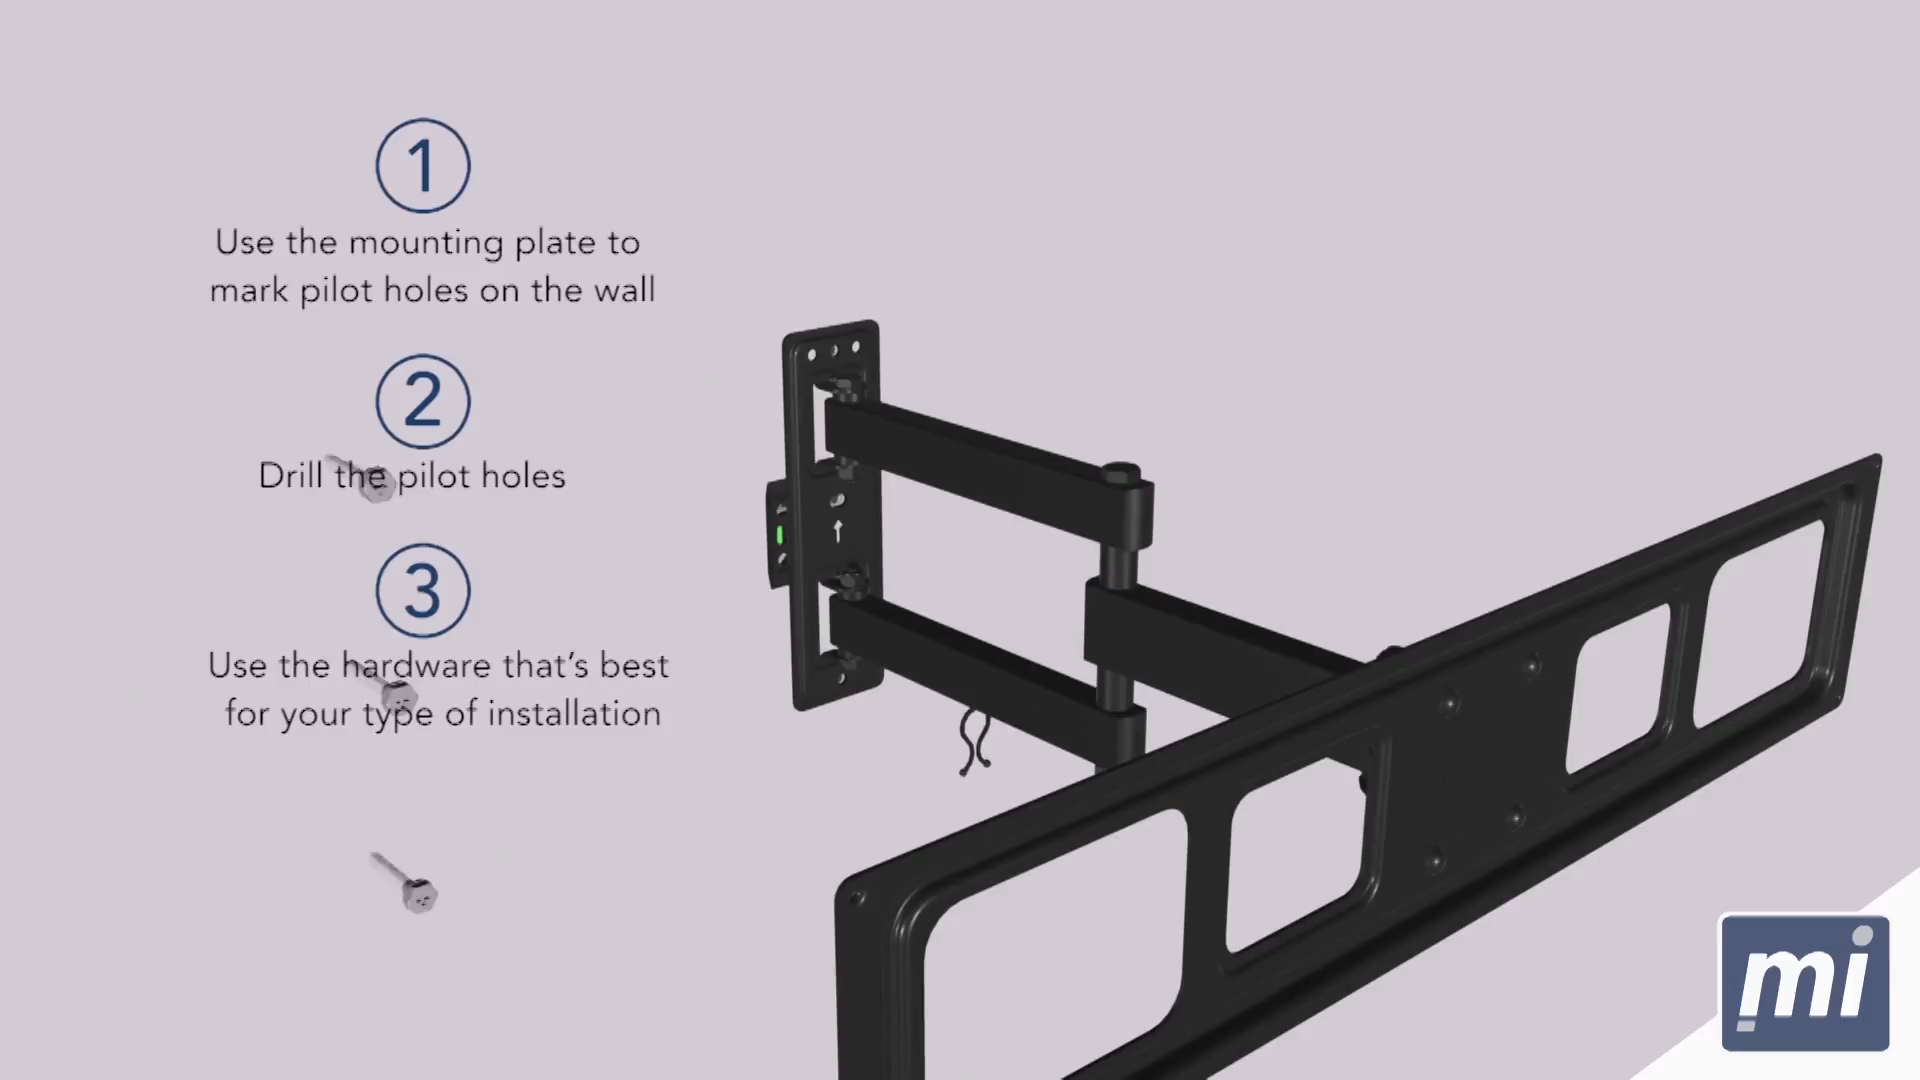 1
Use the mounting plate to
mark pilot holes on the wall
2
Drill the pilot holes
3
Use the hardware that's best
for your type of installation
mi